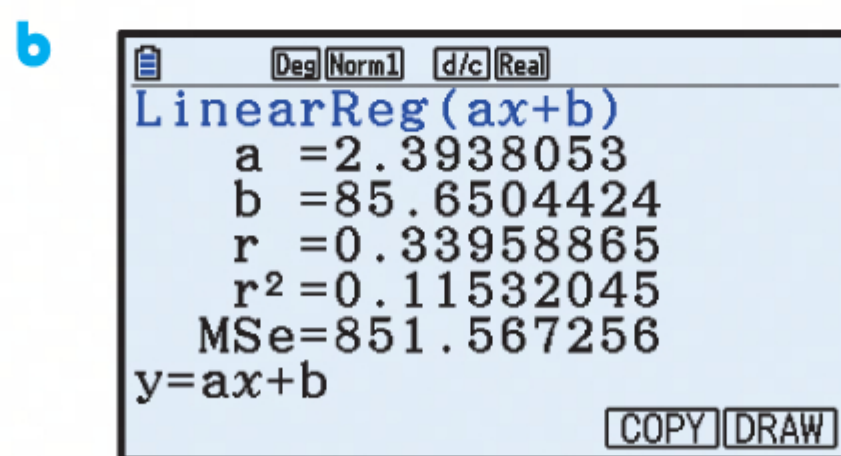 b
Deg Norm1 d/c Real
LinearReg(ax+b)
a =2.3938053
b =85.6504424
r =0.33958865
r²=0.11532045
MSe=851.567256
y=ax+b
COPY DRAW